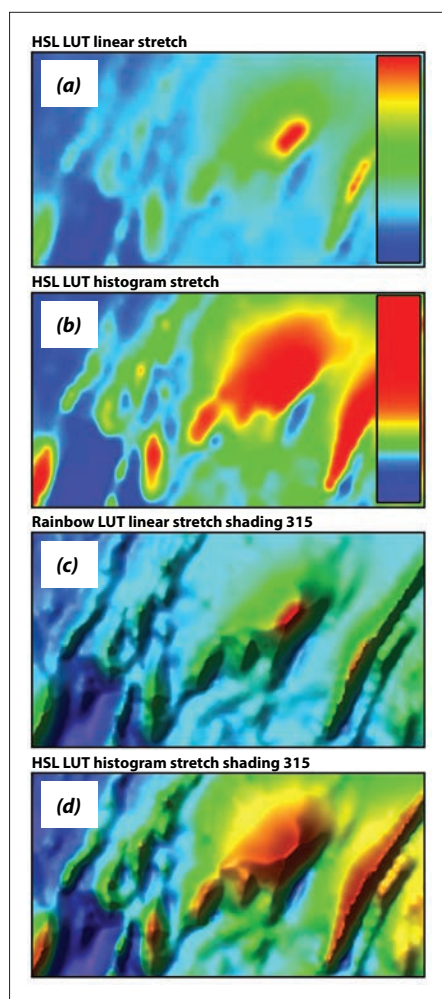 HSL LUT linear stretch
(a)
HSL LUT histogram stretch
(b)
Rainbow LUT linear stretch shading 315
(c)
HSL LUT histogram stretch shading 315
(d)